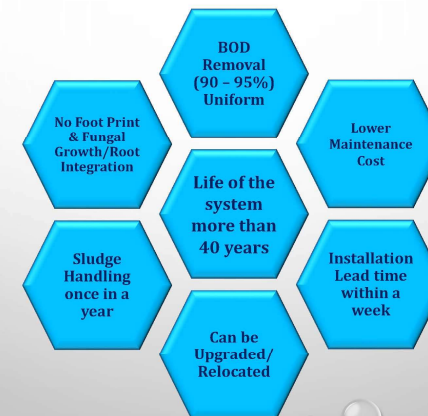 BOD
Removal
(90 – 95%)
Uniform
No Foot Print
& Fungal
Growth/Root
Integration
Lower
Maintenance
Cost
Life of the
system
more than
40 years
Sludge
Handling
once in a
year
Installation
Lead time
within a
week
Can be
Upgraded/
Relocated